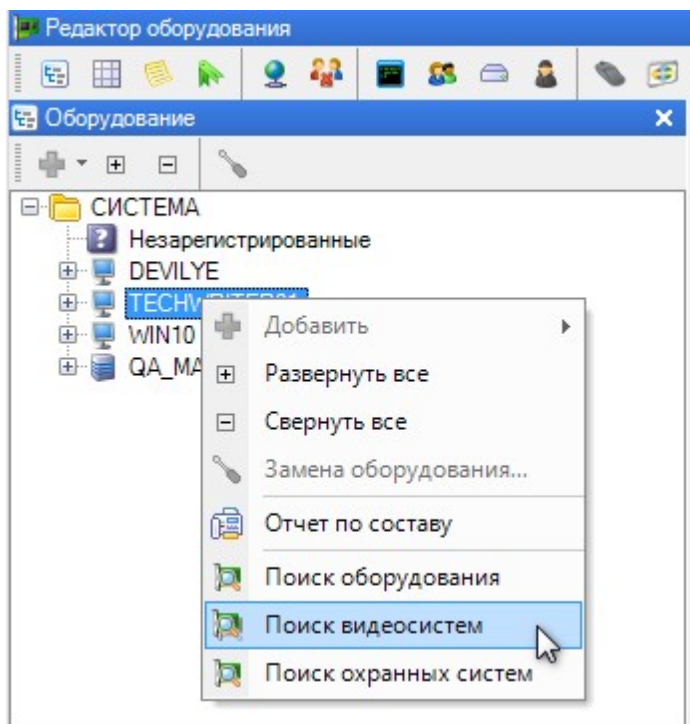 Редактор оборудования
Оборудование
СИСТЕМА
Незарегистрированные
DEVILYE
WIN10
Добавить
Развернуть все
Свернуть все
Замена оборудования...
Отчет по составу
Поиск оборудования
Поиск видеосистем
Поиск охранных систем